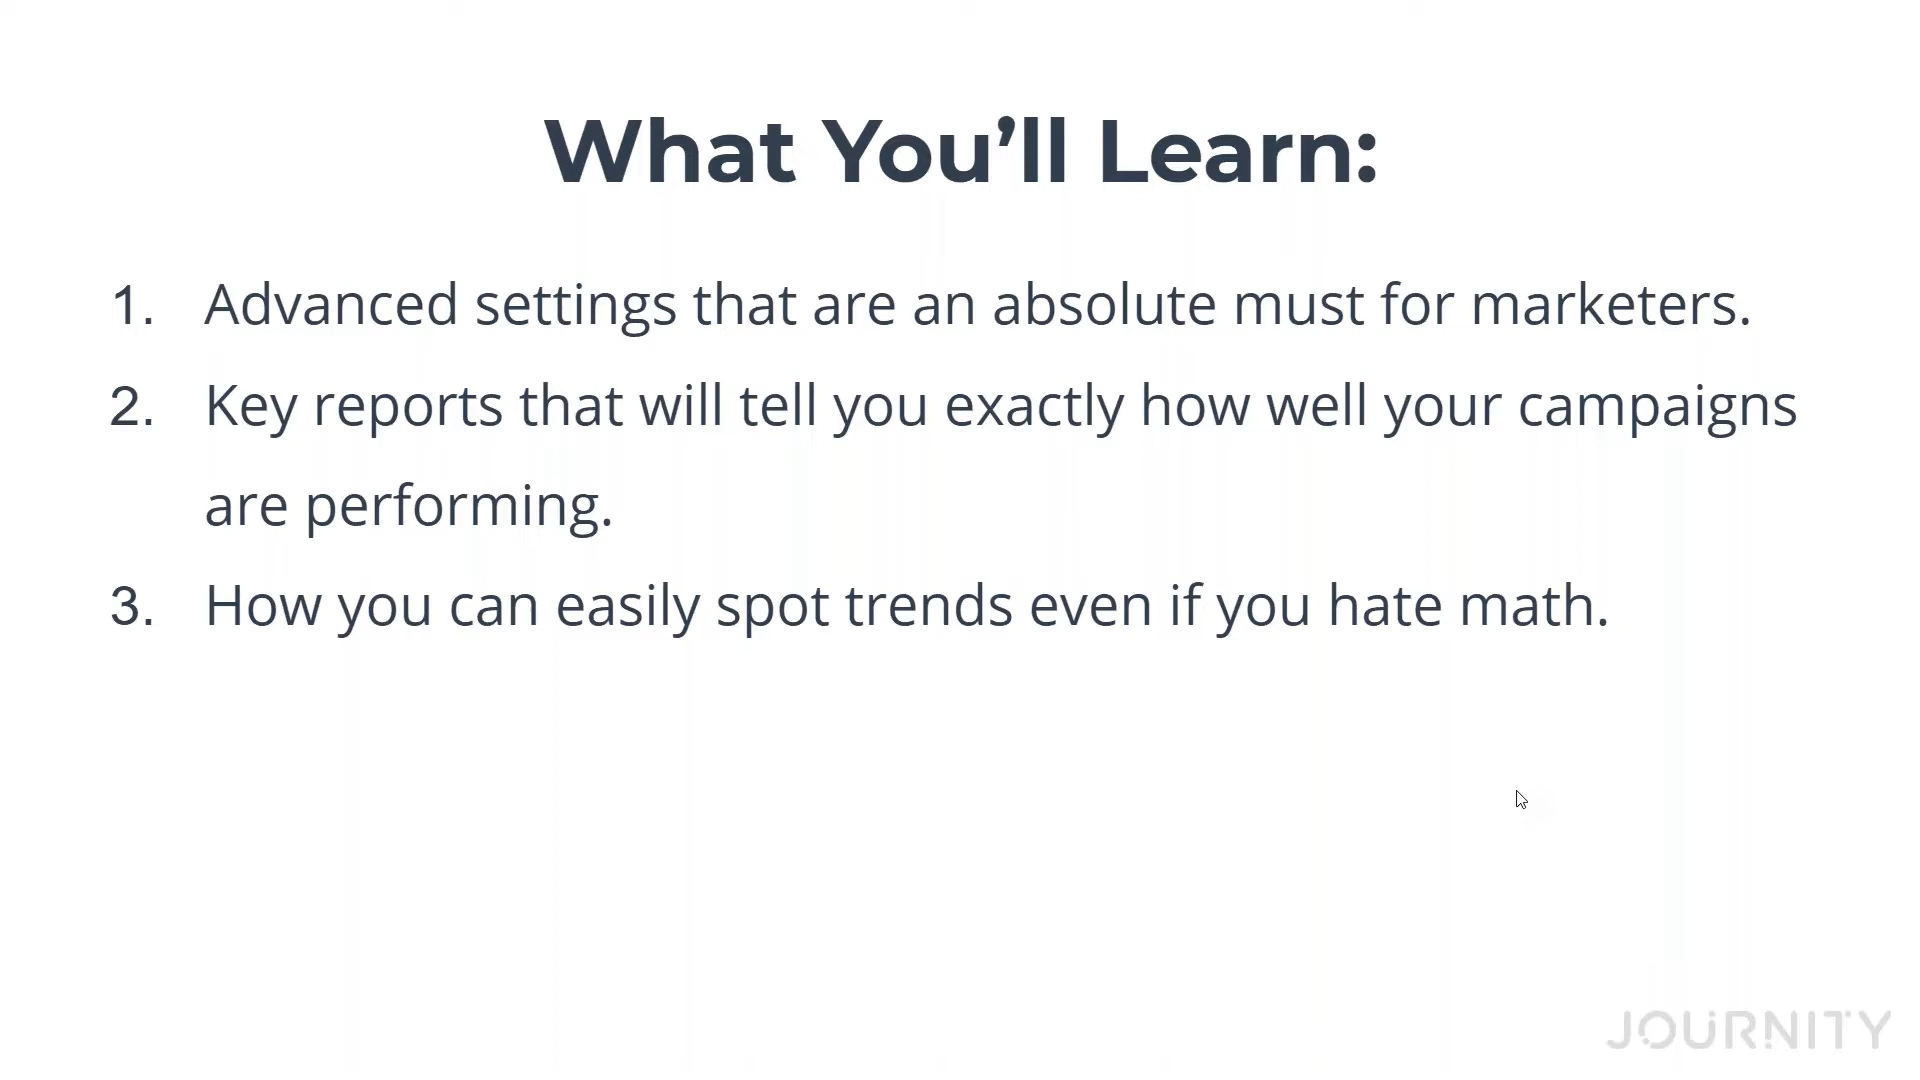 What You’ll Learn:
1. Advanced settings that are an absolute must for marketers.
2. Key reports that will tell you exactly how well your campaigns
are performing.
3. How you can easily spot trends even if you hate math.
JOURNITY